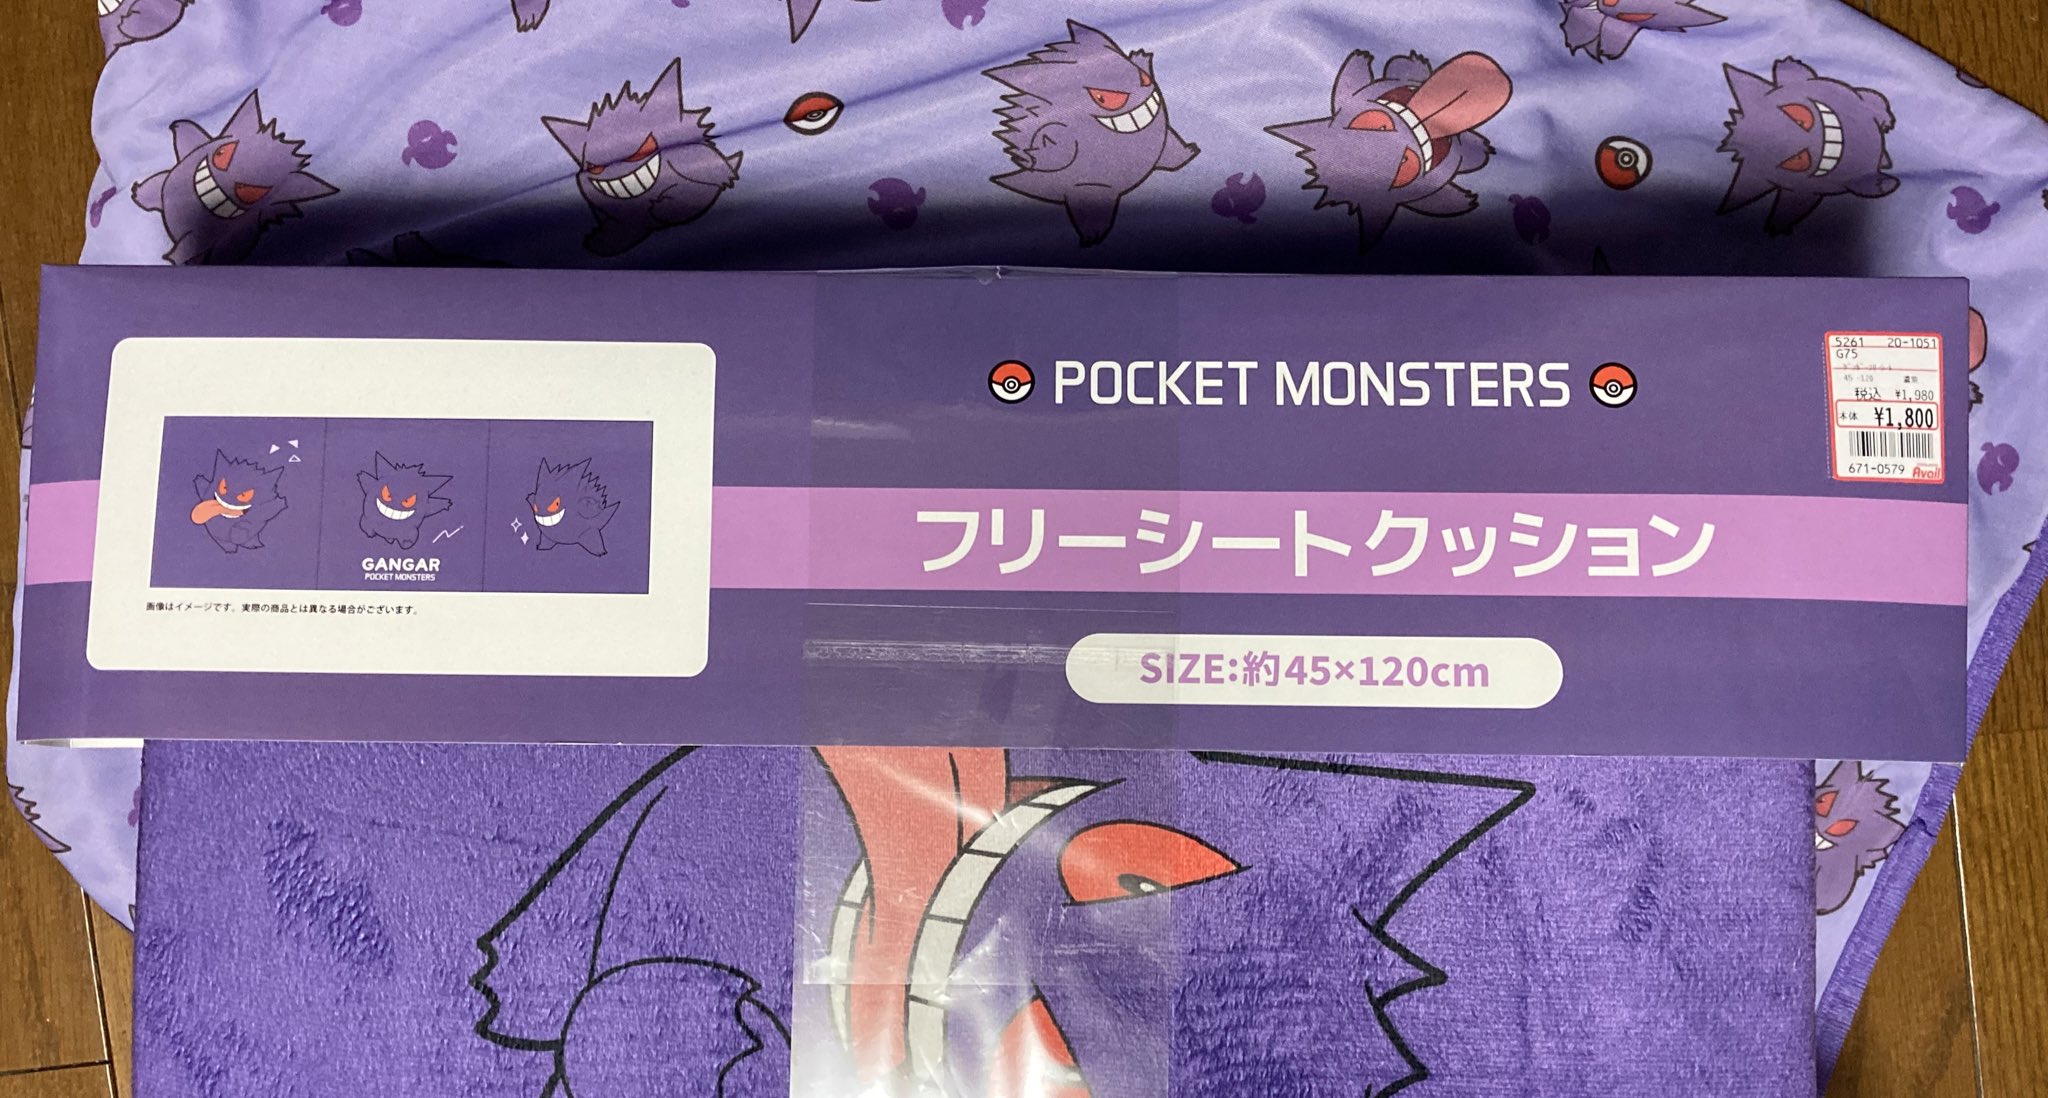 POCKET MONSTERS
フリーシートクッション
SIZE:約45×120cm
GANGAR
POCKET MONSTERS
画像はイメージです。実際の商品とは異なる場合がございます。
5261 20-1051
G75
45-120
税込 ¥1,980
本体 ¥1,800
671-0579 Avail